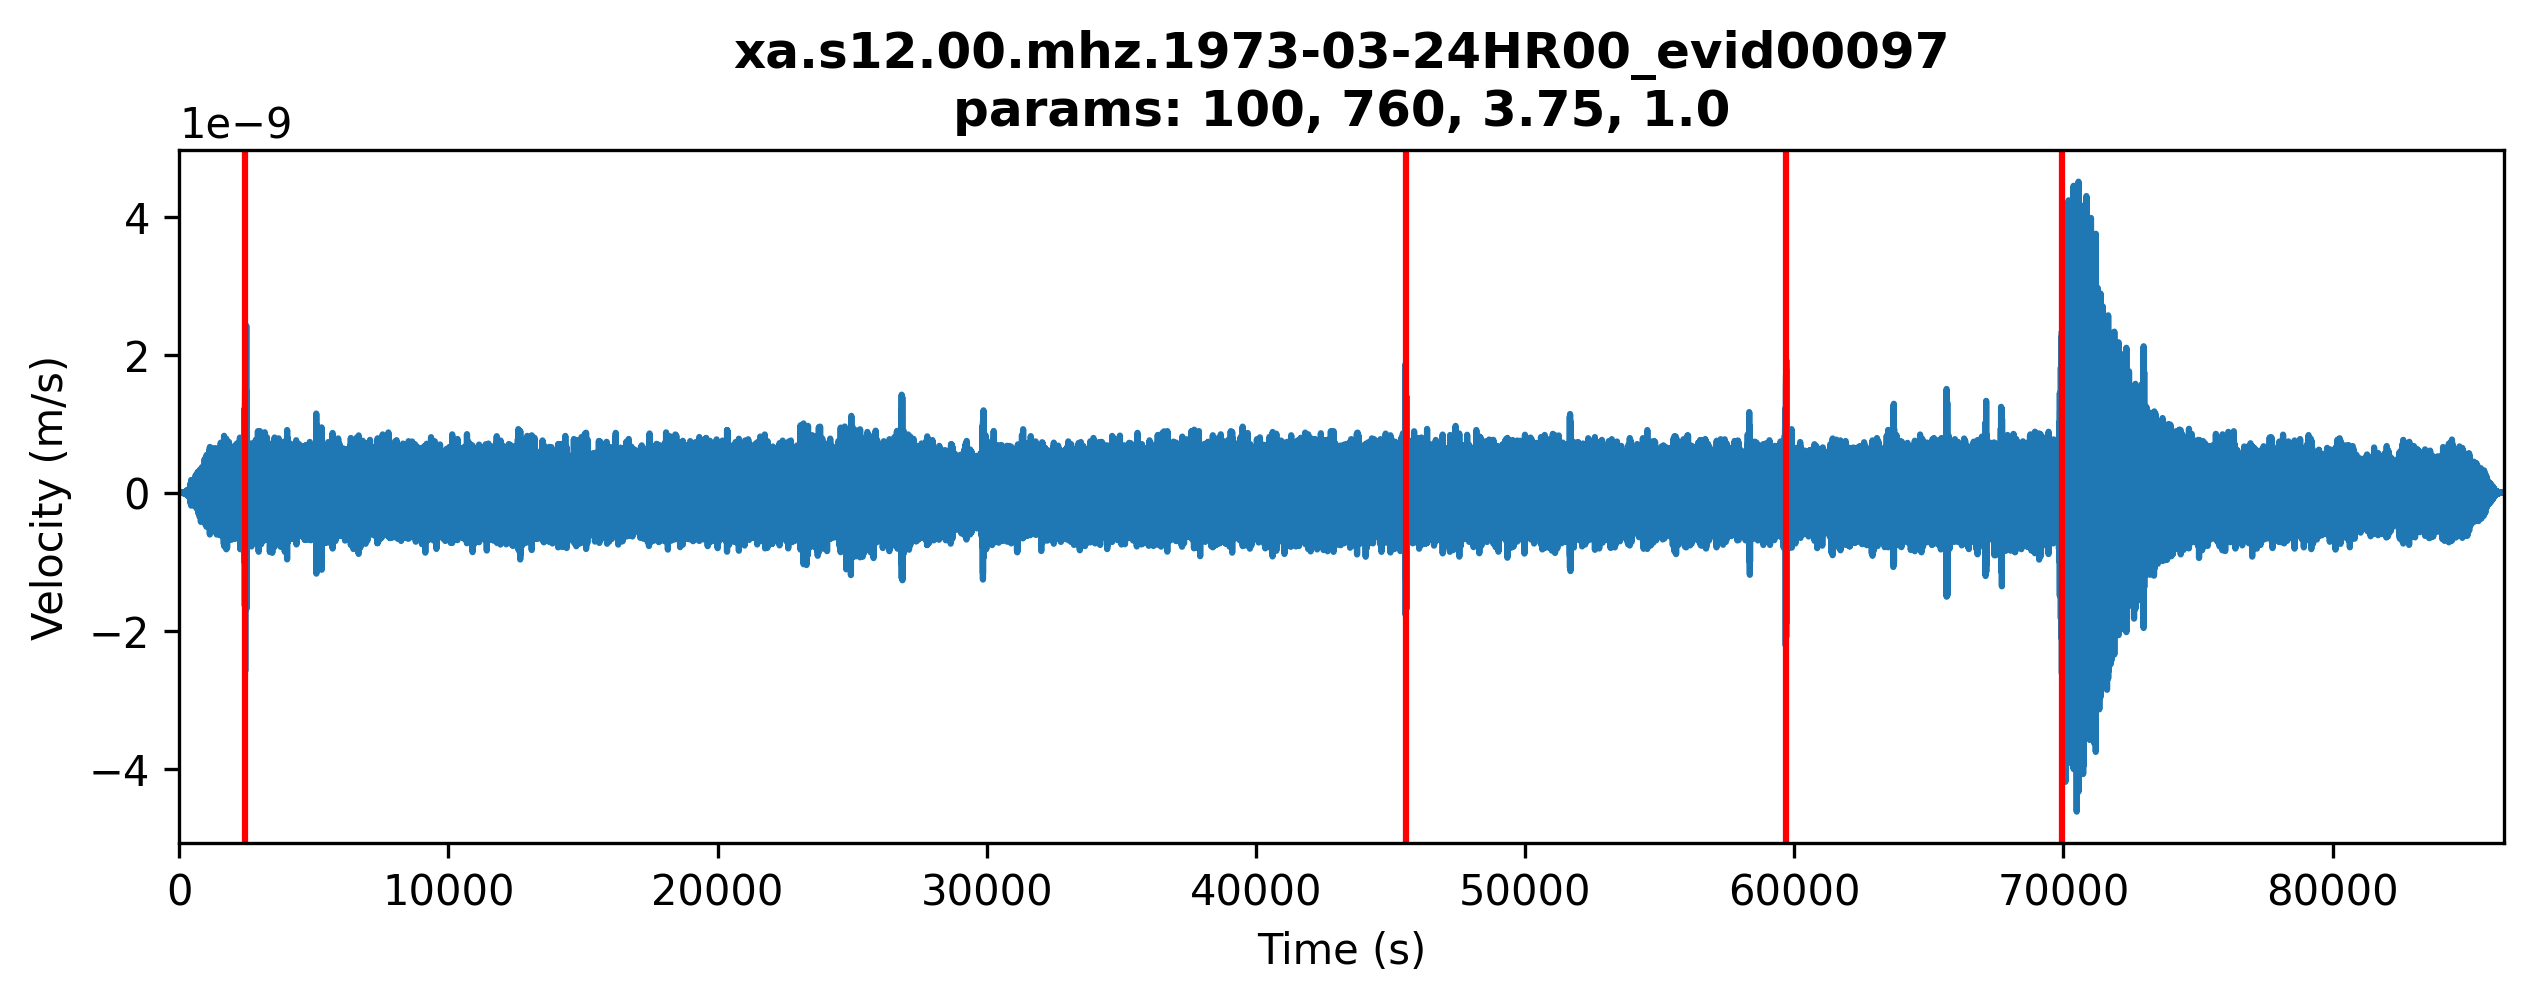 xa.s12.00.mhz.1973-03-24HR00_evid00097
params: 100, 760, 3.75, 1.0
1e−9
4
2
0
−2
−4
Velocity (m/s)
0 10000 20000 30000 40000 50000 60000 70000 80000
Time (s)